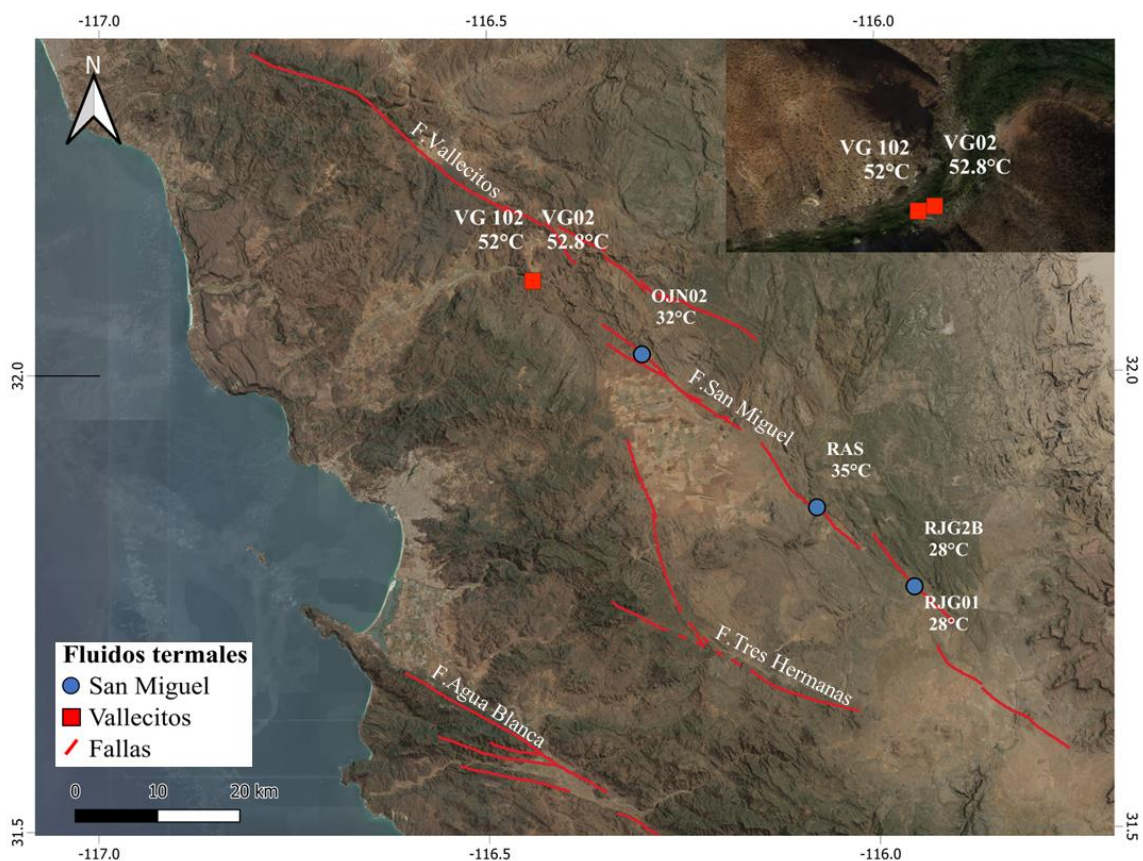 -117.0
-116.5
-116.0
N
F.Vallecitos
VG 102
52°C
VG02
52.8°C
VG 102
52°C
VG02
52.8°C
OJN02
32°C
32.0
32.0
F.San Miguel
RAS
35°C
RJG2B
28°C
RJG01
28°C
F.Tres Hermanas
F.Agua Blanca
Fluidos termales
San Miguel
Vallecitos
Fallas
0
10
20 km
31.5
31.5
-117.0
-116.5
-116.0